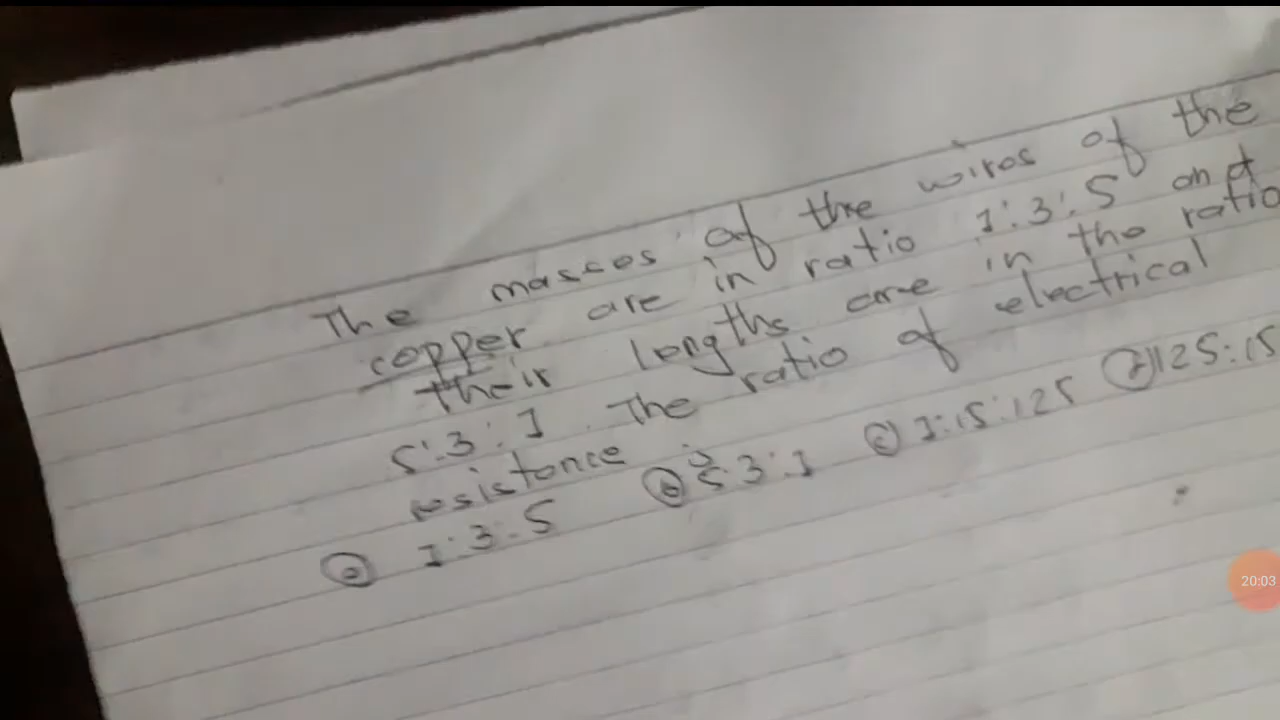 The masses of the wires of the
copper are in ratio 1:3:5 and
their lengths are in the ratio
5:3:1. The ratio of electrical
resistance
ⓐ 1:3:5 ⓑ 5:3:1 ⓒ 1:15:125 125:15
20:03